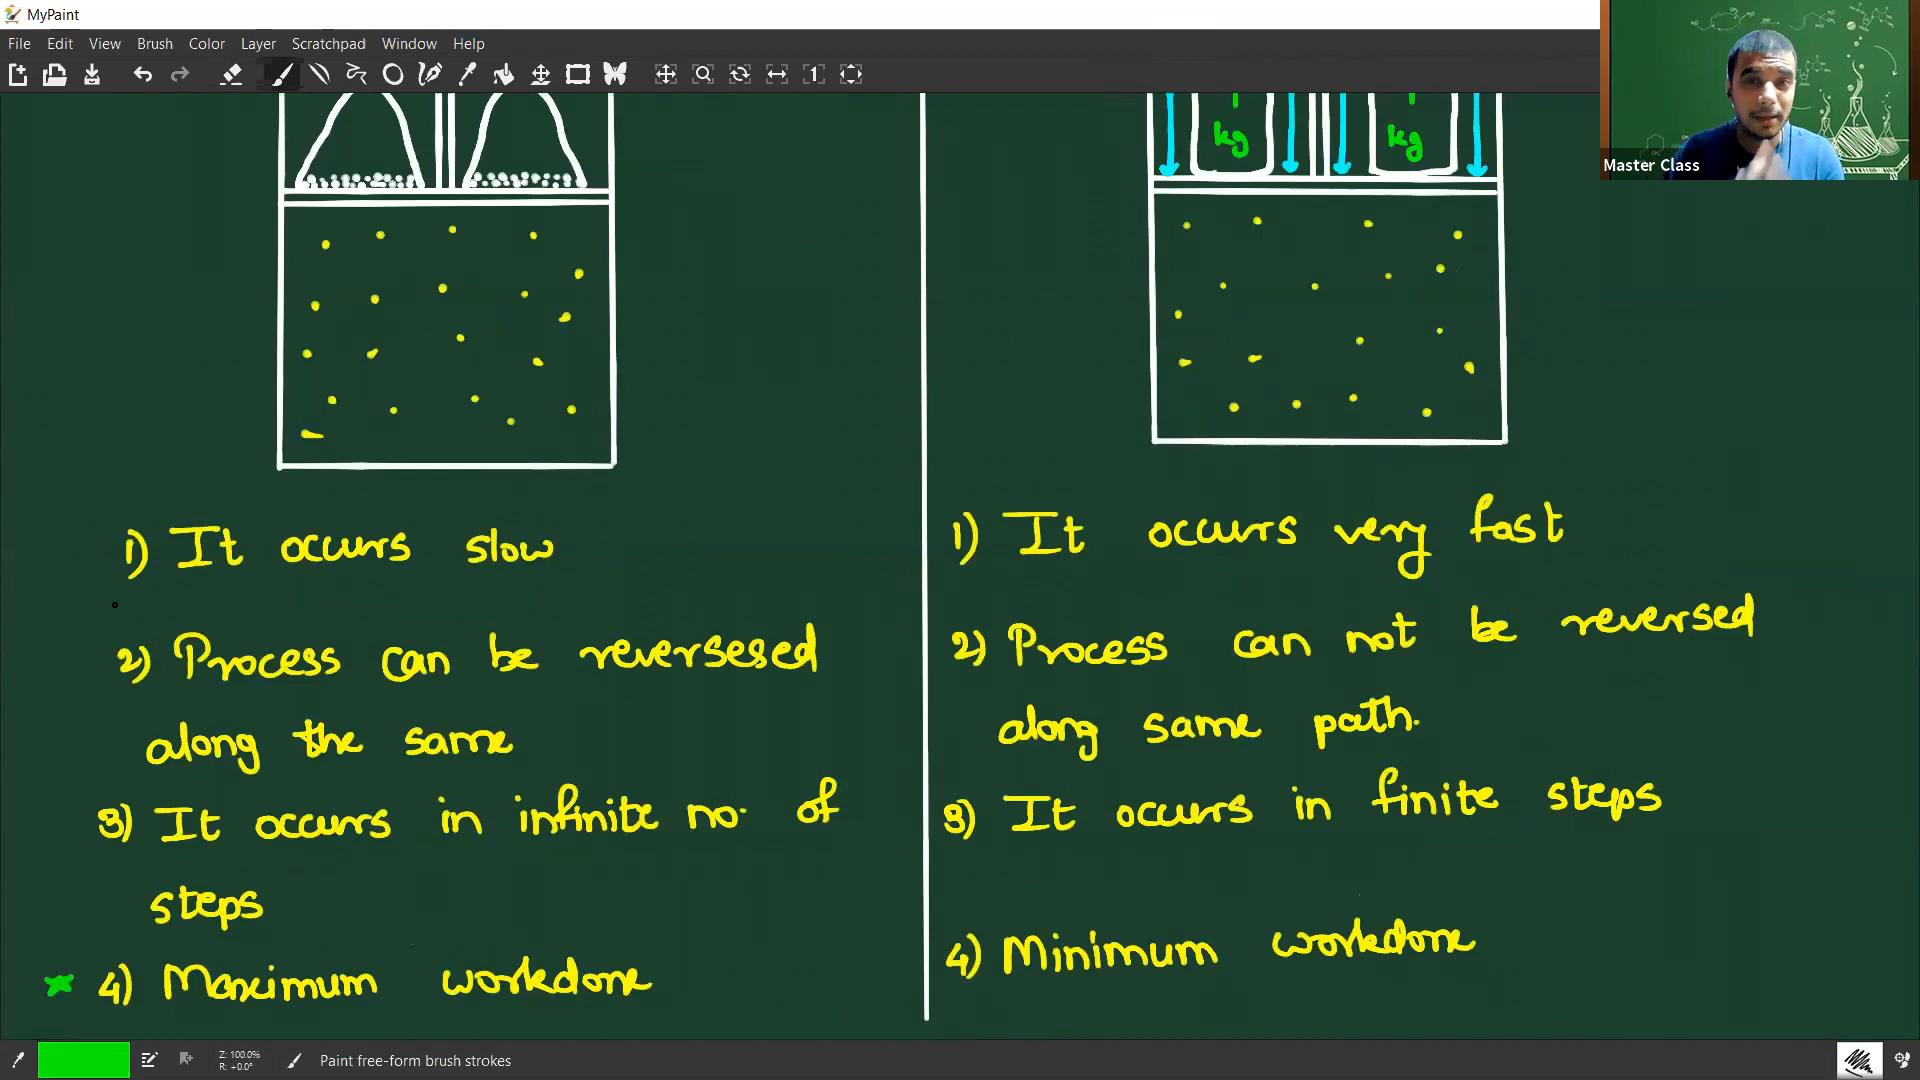 MyPaint
File Edit View Brush Color Layer Scratchpad Window Help
Master Class
kg kg
1) It occurs slow
2) Process can be reversesed
along the same
3) It occurs in infinite no. of
steps
4) Maximum workdone
1) It occurs very fast
2) Process can not be reversed
along same path.
3) It occurs in finite steps
4) Minimum workdone
Z: 100.0%
R: +0.0°
Paint free-form brush strokes